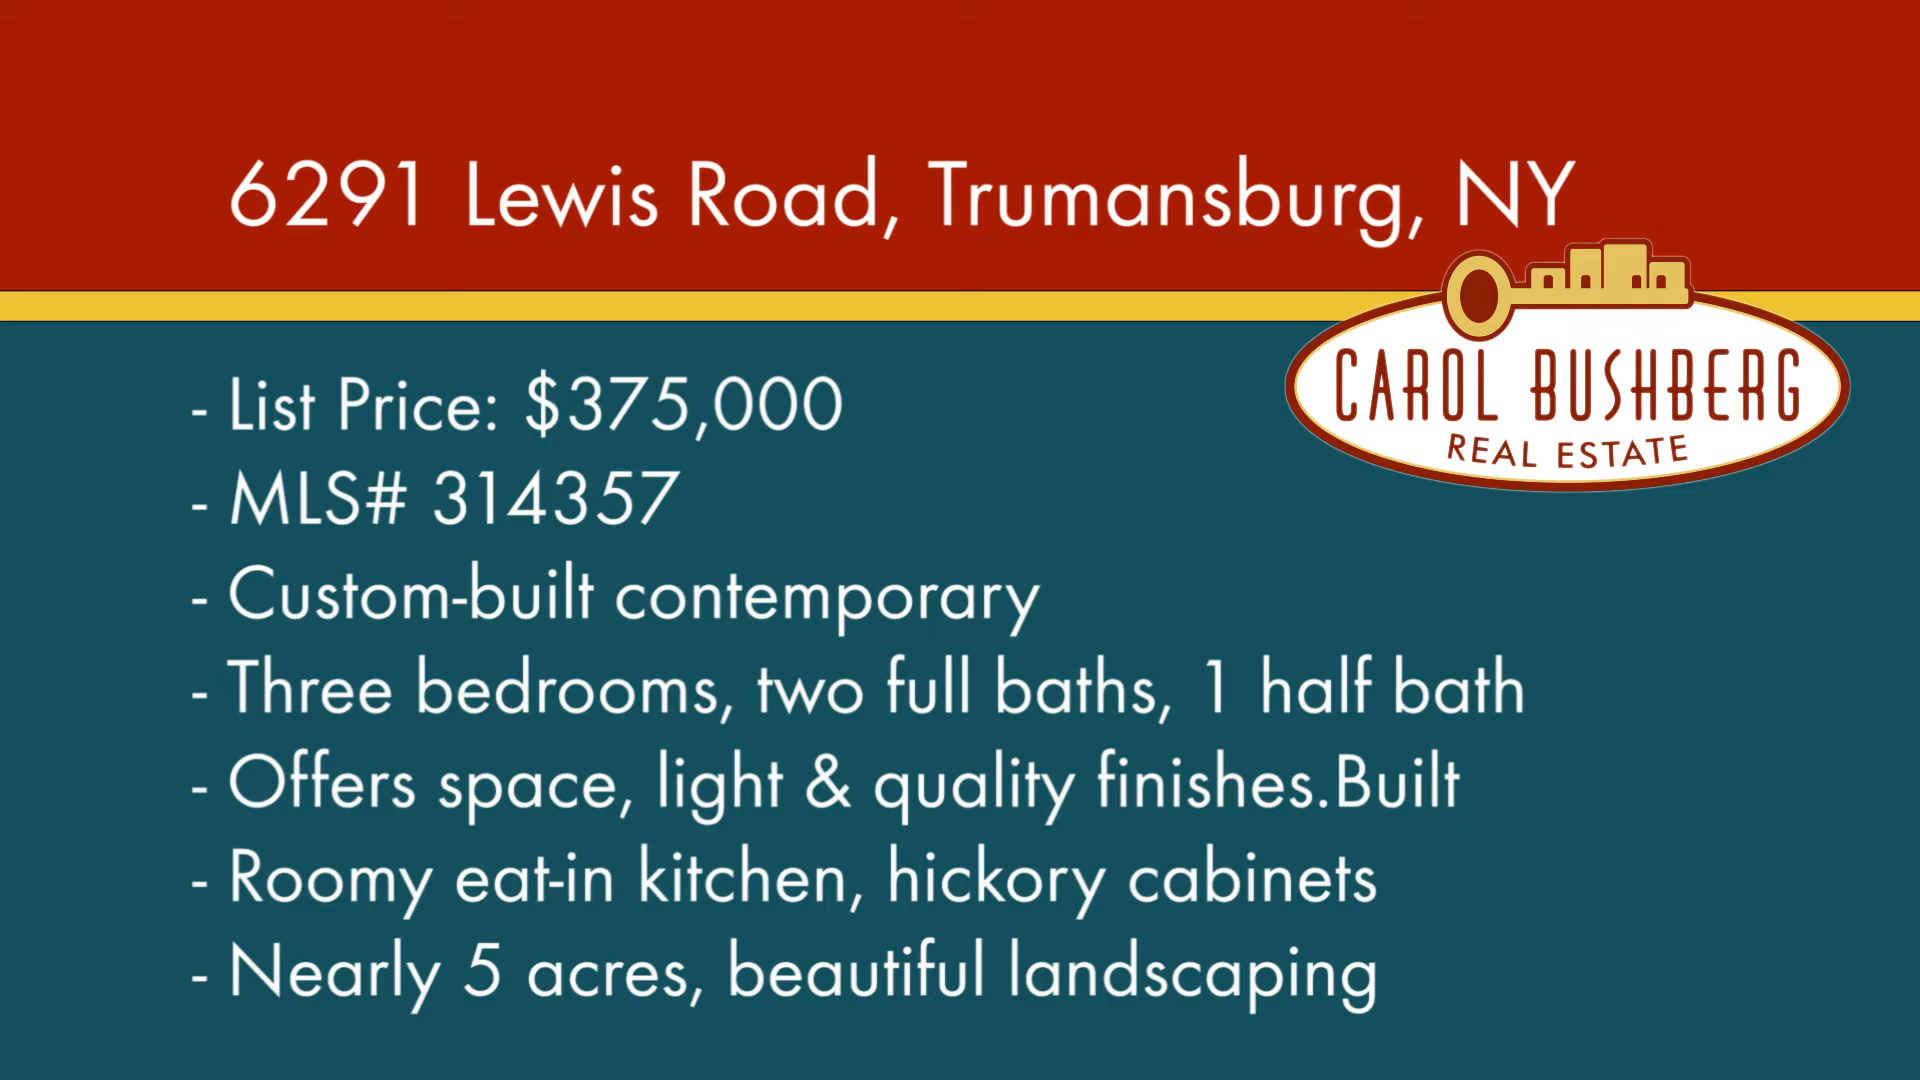 6291 Lewis Road, Trumansburg, NY
CAROL BUSHBERG
REAL ESTATE
- List Price: $375,000
- MLS# 314357
- Custom-built contemporary
- Three bedrooms, two full baths, 1 half bath
- Offers space, light & quality finishes.Built
- Roomy eat-in kitchen, hickory cabinets
- Nearly 5 acres, beautiful landscaping